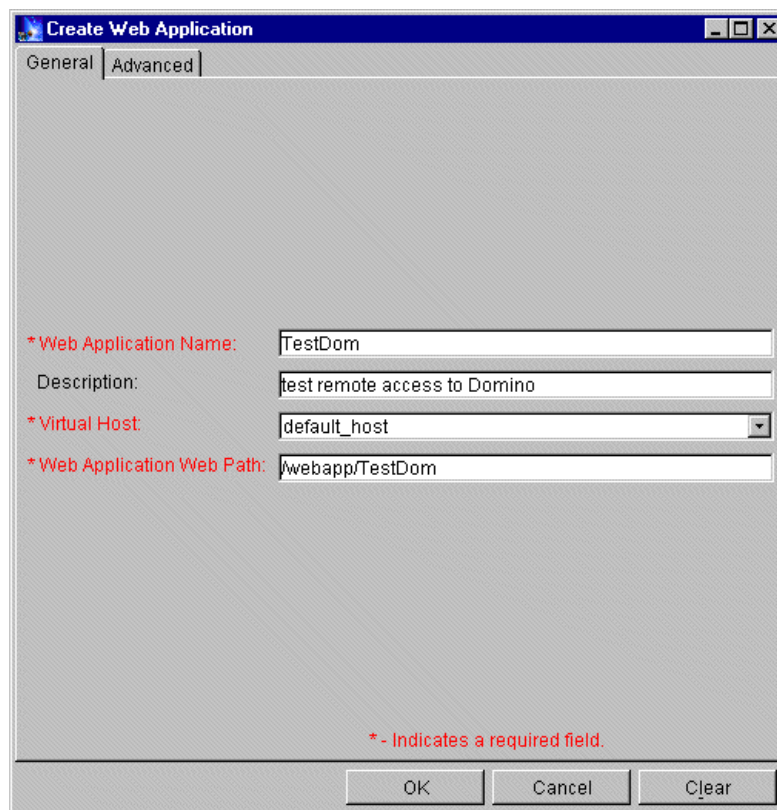 Create Web Application
General Advanced
* Web Application Name: TestDom
Description: test remote access to Domino
* Virtual Host: default_host
* Web Application Web Path: /webapp/TestDom
* - Indicates a required field.
OK Cancel Clear